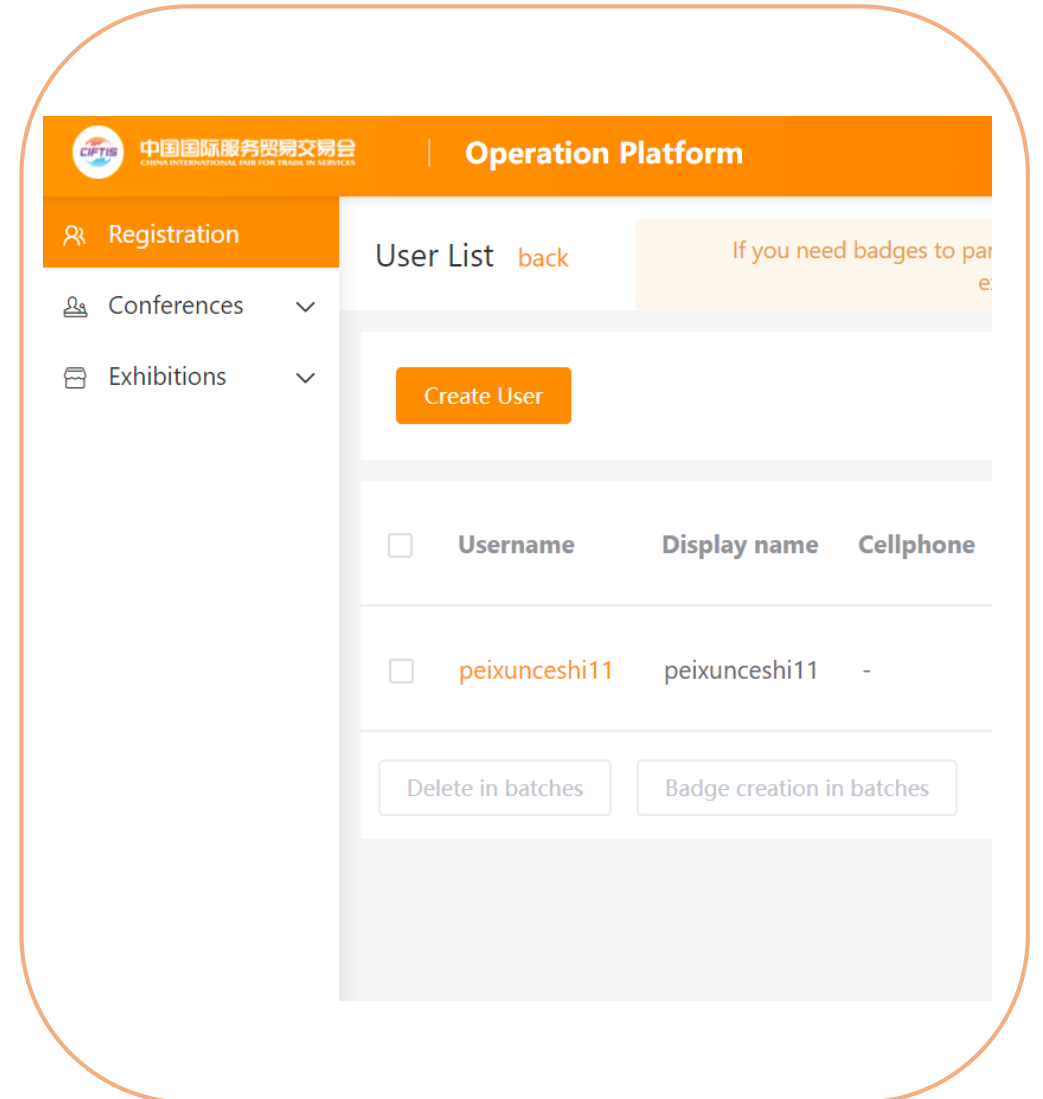 CIFTIS
中国国际服务贸易交易会
CHINA INTERNATIONAL FAIR FOR TRADE IN SERVICES
Operation Platform
Registration
Conferences
Exhibitions
User List back
If you need badges to par
e
Create User
Username Display name Cellphone
peixunceshi11 peixunceshi11 -
Delete in batches Badge creation in batches